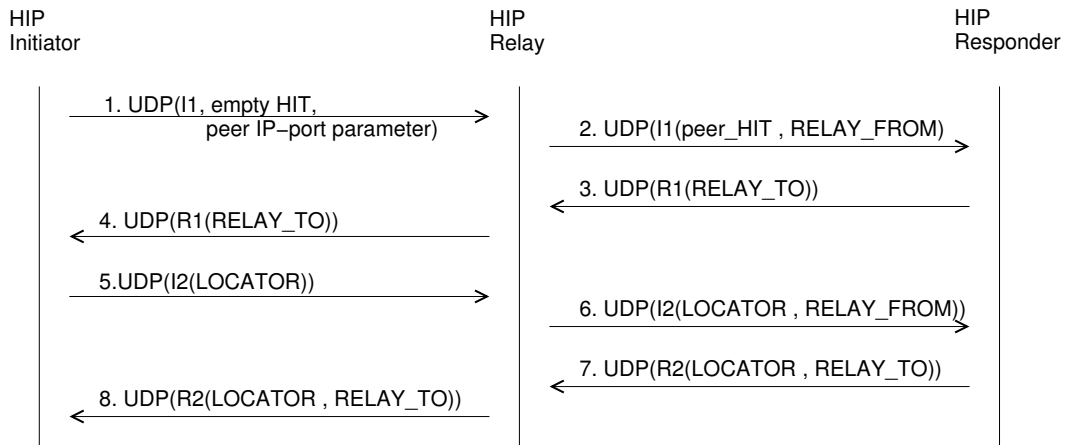 HIP
Initiator
HIP
Relay
HIP
Responder
1. UDP(I1, empty HIT,
peer IP−port parameter)
2. UDP(I1(peer_HIT , RELAY_FROM)
3. UDP(R1(RELAY_TO))
4. UDP(R1(RELAY_TO))
5.UDP(I2(LOCATOR))
6. UDP(I2(LOCATOR , RELAY_FROM))
7. UDP(R2(LOCATOR , RELAY_TO))
8. UDP(R2(LOCATOR , RELAY_TO))